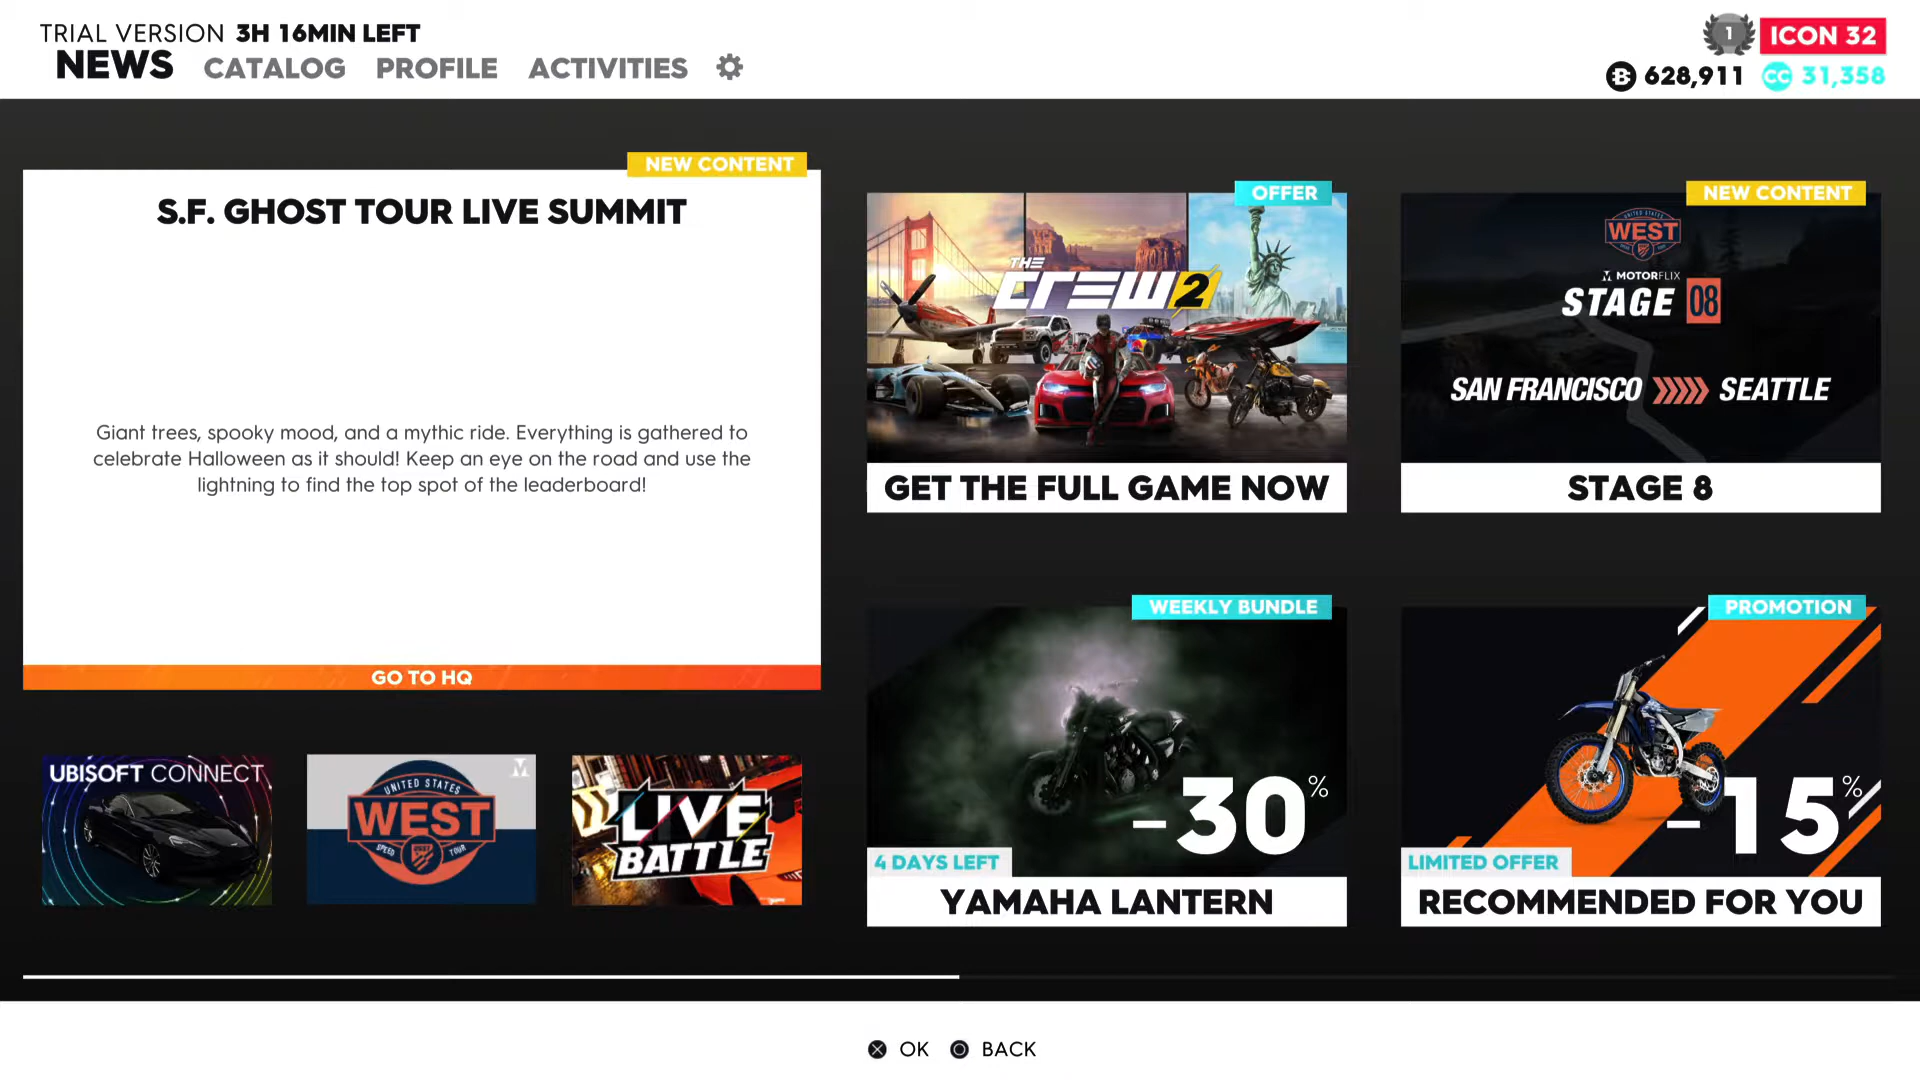 TRIAL VERSION 3H 16MIN LEFT
NEWS CATALOG PROFILE ACTIVITIES
1 ICON 32
628,911 CC 31,358
NEW CONTENT
S.F. GHOST TOUR LIVE SUMMIT
Giant trees, spooky mood, and a mythic ride. Everything is gathered to
celebrate Halloween as it should! Keep an eye on the road and use the
lightning to find the top spot of the leaderboard!
GO TO HQ
OFFER
THE
CREW 2
GET THE FULL GAME NOW
NEW CONTENT
UNITED STATES
WEST
MOTORFLIX
STAGE 08
SAN FRANCISCO SEATTLE
STAGE 8
UBISOFT CONNECT
UNITED STATES
WEST
SPEED TOUR
LIVE
BATTLE
WEEKLY BUNDLE
-30%
4 DAYS LEFT
YAMAHA LANTERN
PROMOTION
-15%
LIMITED OFFER
RECOMMENDED FOR YOU
OK BACK